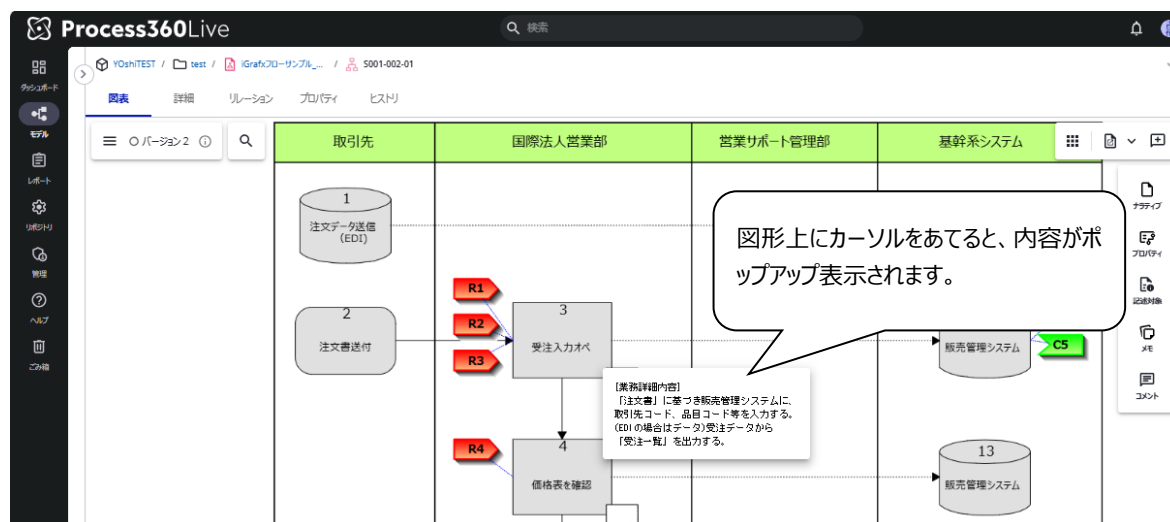 Process360Live
検索
YOshiTEST / test / iGrafxフローサンプル_... / S001-002-01
ダッシュボード
モデル
レポート
リポジトリ
管理
ヘルプ
ごみ箱
図表 詳細 リレーション プロパティ ヒストリ
バージョン 2
取引先 国際法人営業部 営業サポート管理部 基幹系システム
1
注文データ送信
(EDI)
図形上にカーソルをあてると、内容がポ
ップアップ表示されます。
R1
R2
R3
2
注文書送付
3
受注入力オペ
販売管理システム
C5
[業務詳細内容]
「注文書」に基づき販売管理システムに、
取引先コード、品目コード等を入力する。
(EDIの場合はデータ)受注データから
「受注一覧」を出力する。
R4
4
価格表を確認
13
販売管理システム
ナラティブ
プロパティ
記述対象
メモ
コメント